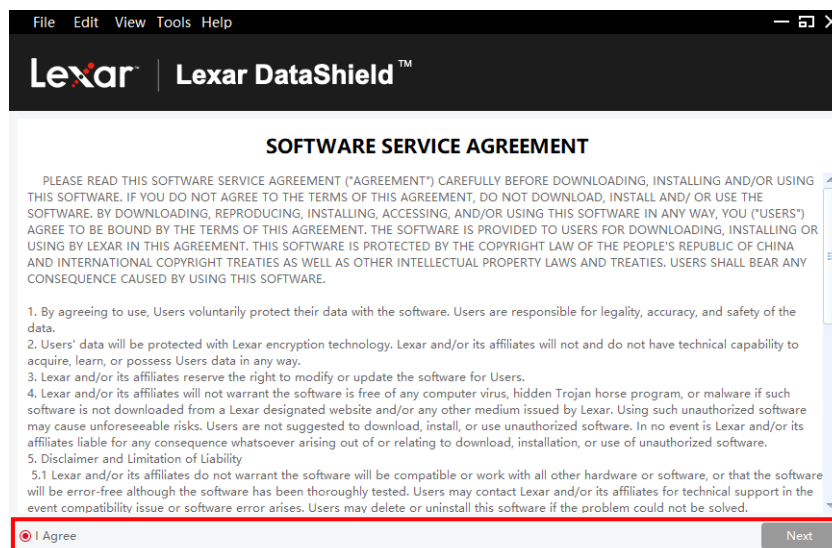 File Edit View Tools Help
Lexar™ Lexar DataShield™
SOFTWARE SERVICE AGREEMENT
PLEASE READ THIS SOFTWARE SERVICE AGREEMENT ("AGREEMENT") CAREFULLY BEFORE DOWNLOADING, INSTALLING AND/OR USING
THIS SOFTWARE. IF YOU DO NOT AGREE TO THE TERMS OF THIS AGREEMENT, DO NOT DOWNLOAD, INSTALL AND/ OR USE THE
SOFTWARE. BY DOWNLOADING, REPRODUCING, INSTALLING, ACCESSING, AND/OR USING THIS SOFTWARE IN ANY WAY, YOU ("USERS")
AGREE TO BE BOUND BY THE TERMS OF THIS AGREEMENT. THE SOFTWARE IS PROVIDED TO USERS FOR DOWNLOADING, INSTALLING OR
USING BY LEXAR IN THIS AGREEMENT. THIS SOFTWARE IS PROTECTED BY THE COPYRIGHT LAW OF THE PEOPLE'S REPUBLIC OF CHINA
AND INTERNATIONAL COPYRIGHT TREATIES AS WELL AS OTHER INTELLECTUAL PROPERTY LAWS AND TREATIES. USERS SHALL BEAR ANY
CONSEQUENCE CAUSED BY USING THIS SOFTWARE.
1. By agreeing to use, Users voluntarily protect their data with the software. Users are responsible for legality, accuracy, and safety of the
data.
2. Users' data will be protected with Lexar encryption technology. Lexar and/or its affiliates will not and do not have technical capability to
acquire, learn, or possess Users data in any way.
3. Lexar and/or its affiliates reserve the right to modify or update the software for Users.
4. Lexar and/or its affiliates will not warrant the software is free of any computer virus, hidden Trojan horse program, or malware if such
software is not downloaded from a Lexar designated website and/or any other medium issued by Lexar. Using such unauthorized software
may cause unforeseeable risks. Users are not suggested to download, install, or use unauthorized software. In no event is Lexar and/or its
affiliates liable for any consequence whatsoever arising out of or relating to download, installation, or use of unauthorized software.
5. Disclaimer and Limitation of Liability
5.1 Lexar and/or its affiliates do not warrant the software will be compatible or work with all other hardware or software, or that the software
will be error-free although the software has been thoroughly tested. Users may contact Lexar and/or its affiliates for technical support in the
event compatibility issue or software error arises. Users may delete or uninstall this software if the problem could not be solved.
I Agree Next